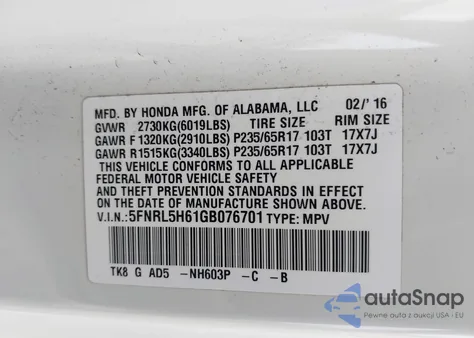 MFD. BY HONDA MFG. OF ALABAMA, LLC 02/' 16
GVWR 2730KG(6019LBS) TIRE SIZE RIM SIZE
GAWR F1320KG(2910LBS) P235/65R17 103T 17X7J
GAWR R1515KG(3340LBS) P235/65R17 103T 17X7J
THIS VEHICLE CONFORMS TO ALL APPLICABLE
FEDERAL MOTOR VEHICLE SAFETY
AND THEFT PREVENTION STANDARDS IN EFFECT
ON THE DATE OF MANUFACTURE SHOWN ABOVE.
V.I.N.:5FNRL5H61GB076701 TYPE: MPV
TK8 G AD5 -NH603P -C -B
autoSnap
Pewne auta z aukcji USA - EU